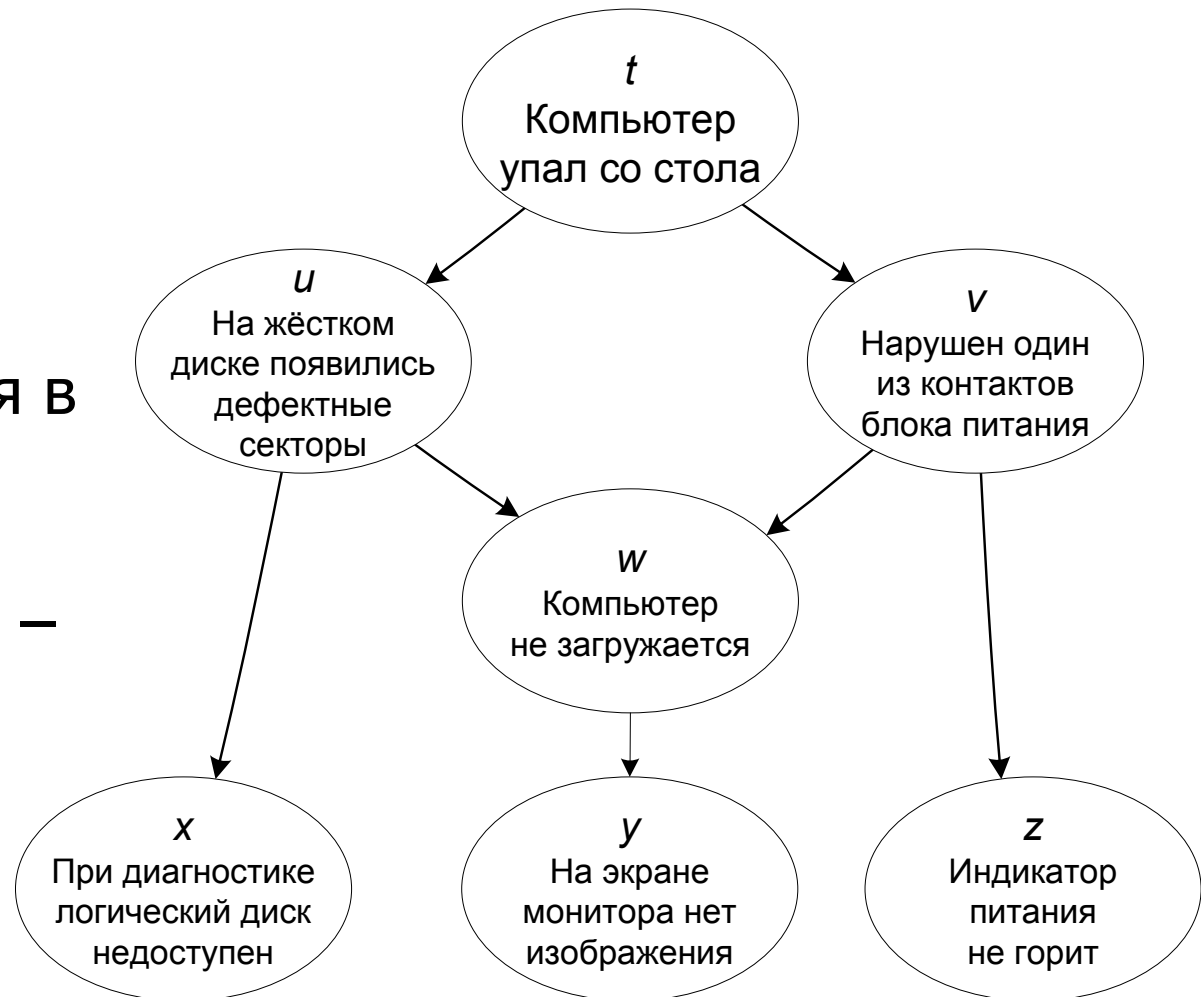 t
Компьютер
упал со стола
u
На жёстком
диске появились
дефектные
секторы
v
Нарушен один
из контактов
блока питания
я в
w
Компьютер
не загружается
–
x
При диагностике
логический диск
недоступен
y
На экране
монитора нет
изображения
z
Индикатор
питания
не горит